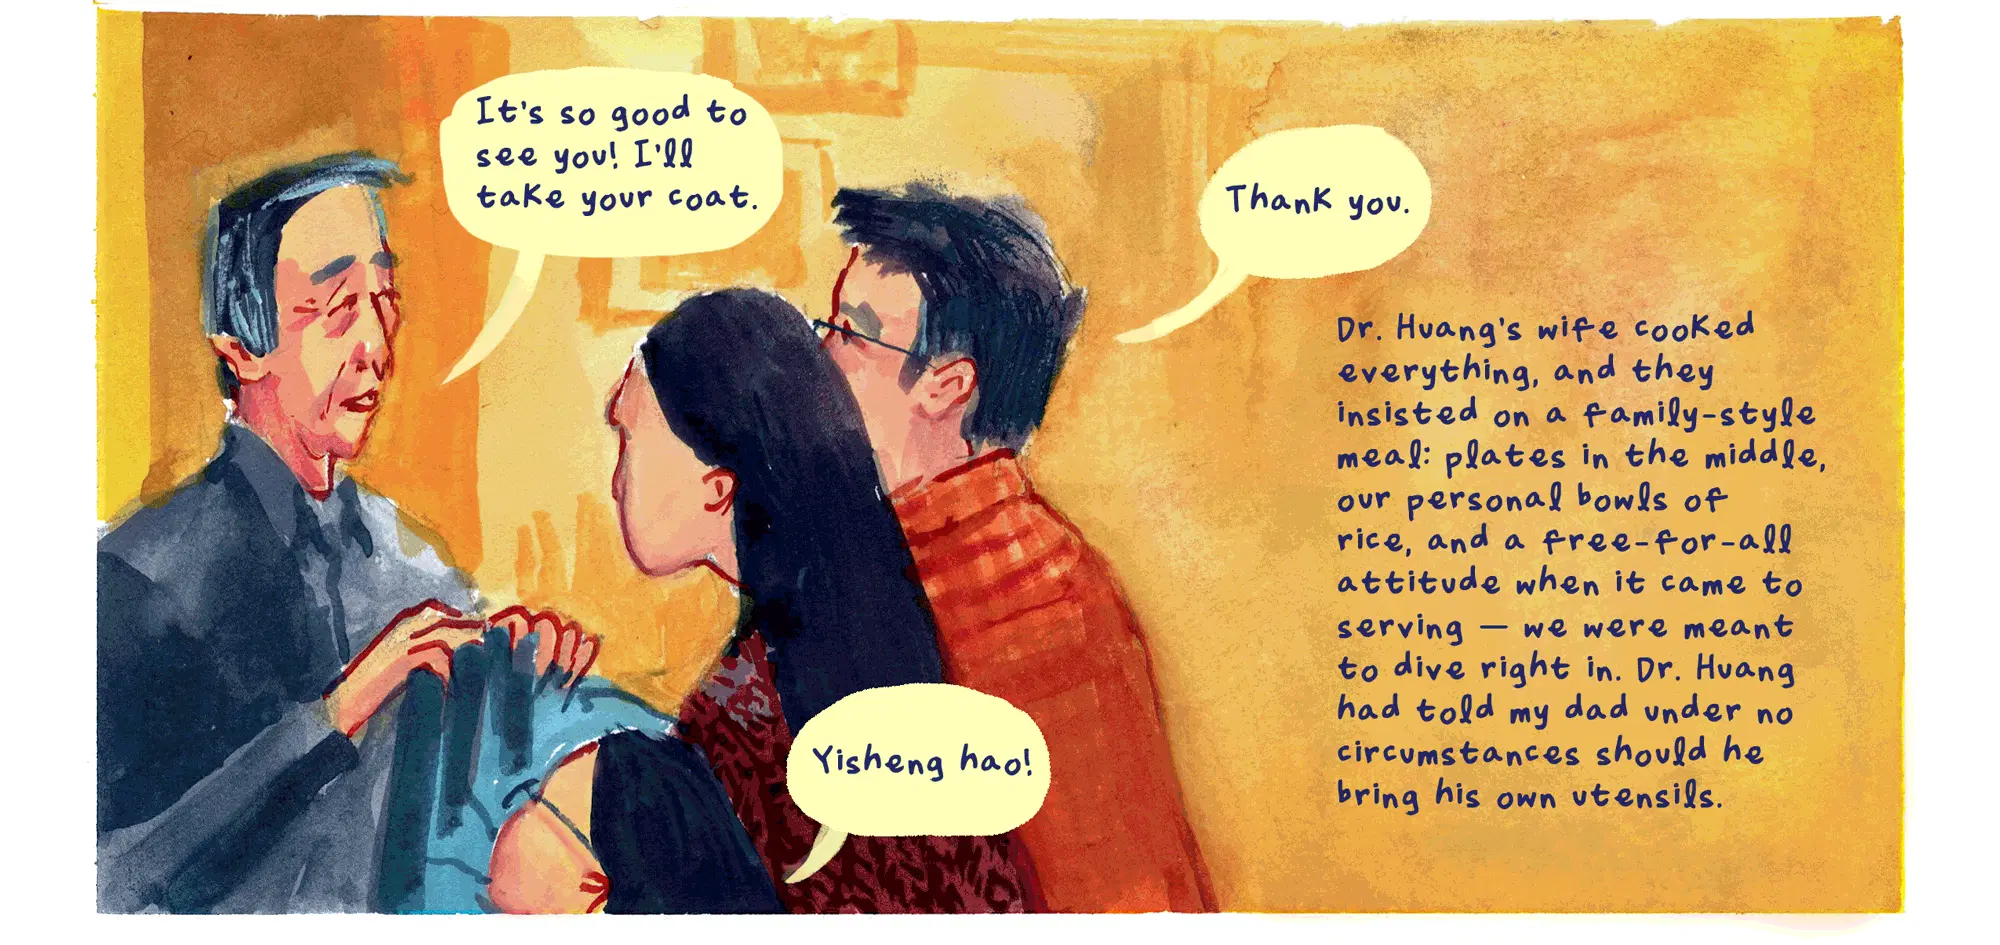 It's so good to
see you! I'll
take your coat.
Thank you.
Yisheng hao!
Dr. Huang's wife cooked
everything, and they
insisted on a family-style
meal: plates in the middle,
our personal bowls of
rice, and a free-for-all
attitude when it came to
serving — we were meant
to dive right in. Dr. Huang
had told my dad under no
circumstances should he
bring his own utensils.